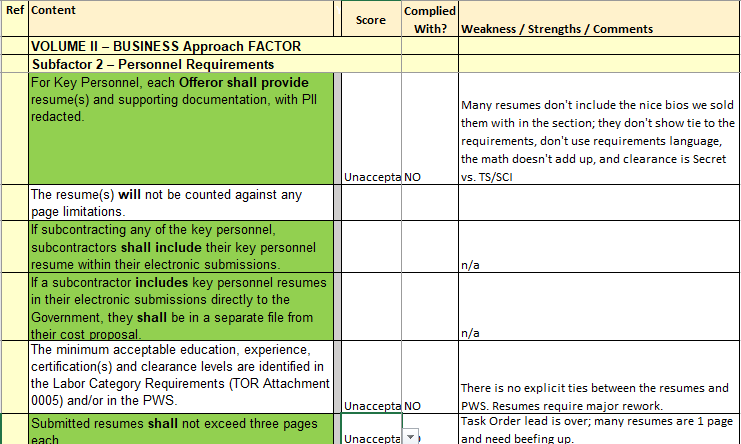 Ref Content Score Complied With? Weakness / Strengths / Comments
VOLUME II – BUSINESS Approach FACTOR
Subfactor 2 – Personnel Requirements
For Key Personnel, each Offeror shall provide
resume(s) and supporting documentation, with PII
redacted.
Unaccepta NO
Many resumes don't include the nice bios we sold
them with in the section; they don't show tie to the
requirements, don't use requirements language,
the math doesn't add up, and clearance is Secret
vs. TS/SCI
The resume(s) will not be counted against any
page limitations.
If subcontracting any of the key personnel,
subcontractors shall include their key personnel
resume within their electronic submissions.
n/a
If a subcontractor includes key personnel resumes
in their electronic submissions directly to the
Government, they shall be in a separate file from
their cost proposal.
n/a
The minimum acceptable education, experience,
certification(s) and clearance levels are identified in
the Labor Category Requirements (TOR Attachment
0005) and/or in the PWS.
Unaccepta NO
There is no explicit ties between the resumes and
PWS. Resumes require major rework.
Submitted resumes shall not exceed three pages
each
Unaccepta
Task Order lead is over; many resumes are 1 page
and need beefing up.